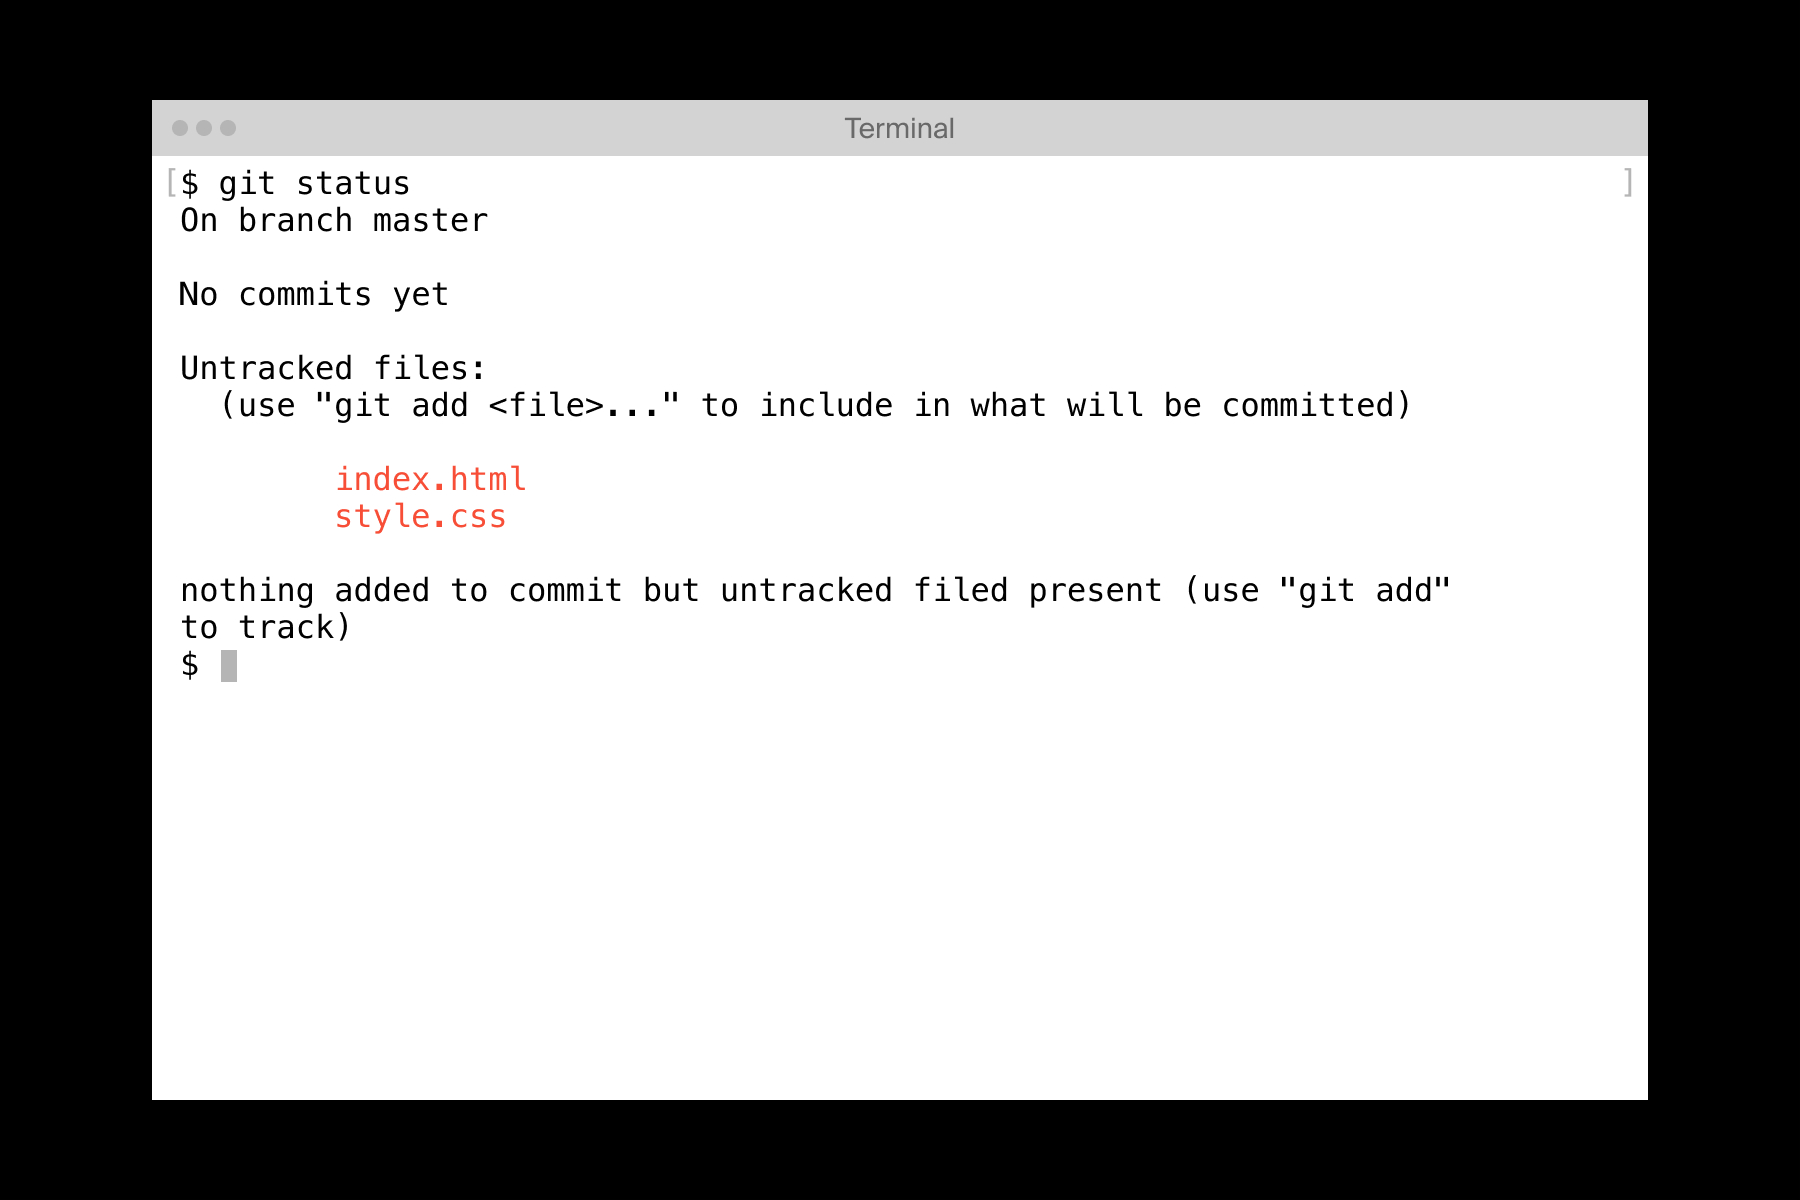 Terminal
[$ git status ]
On branch master
No commits yet
Untracked files:
(use "git add <file>..." to include in what will be committed)
index.html
style.css
nothing added to commit but untracked filed present (use "git add"
to track)
$